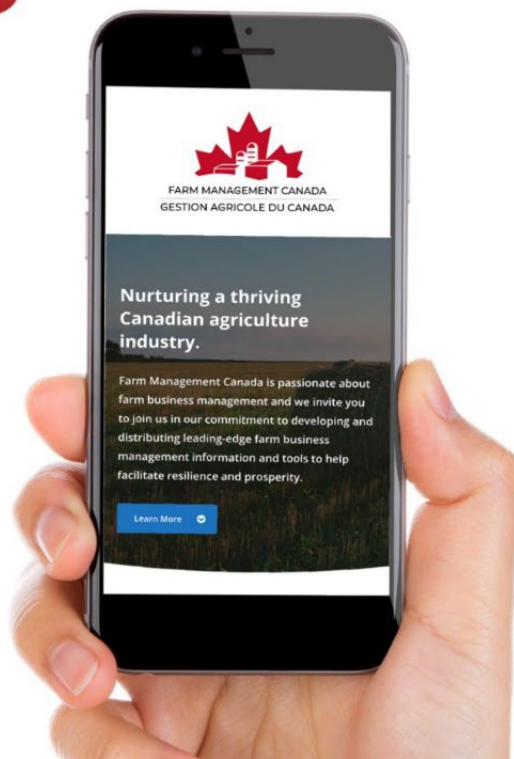 FARM MANAGEMENT CANADA
GESTION AGRICOLE DU CANADA
Nurturing a thriving
Canadian agriculture
industry.
Farm Management Canada is passionate about
farm business management and we invite you
to join us in our commitment to developing and
distributing leading-edge farm business
management information and tools to help
facilitate resilience and prosperity.
Learn More